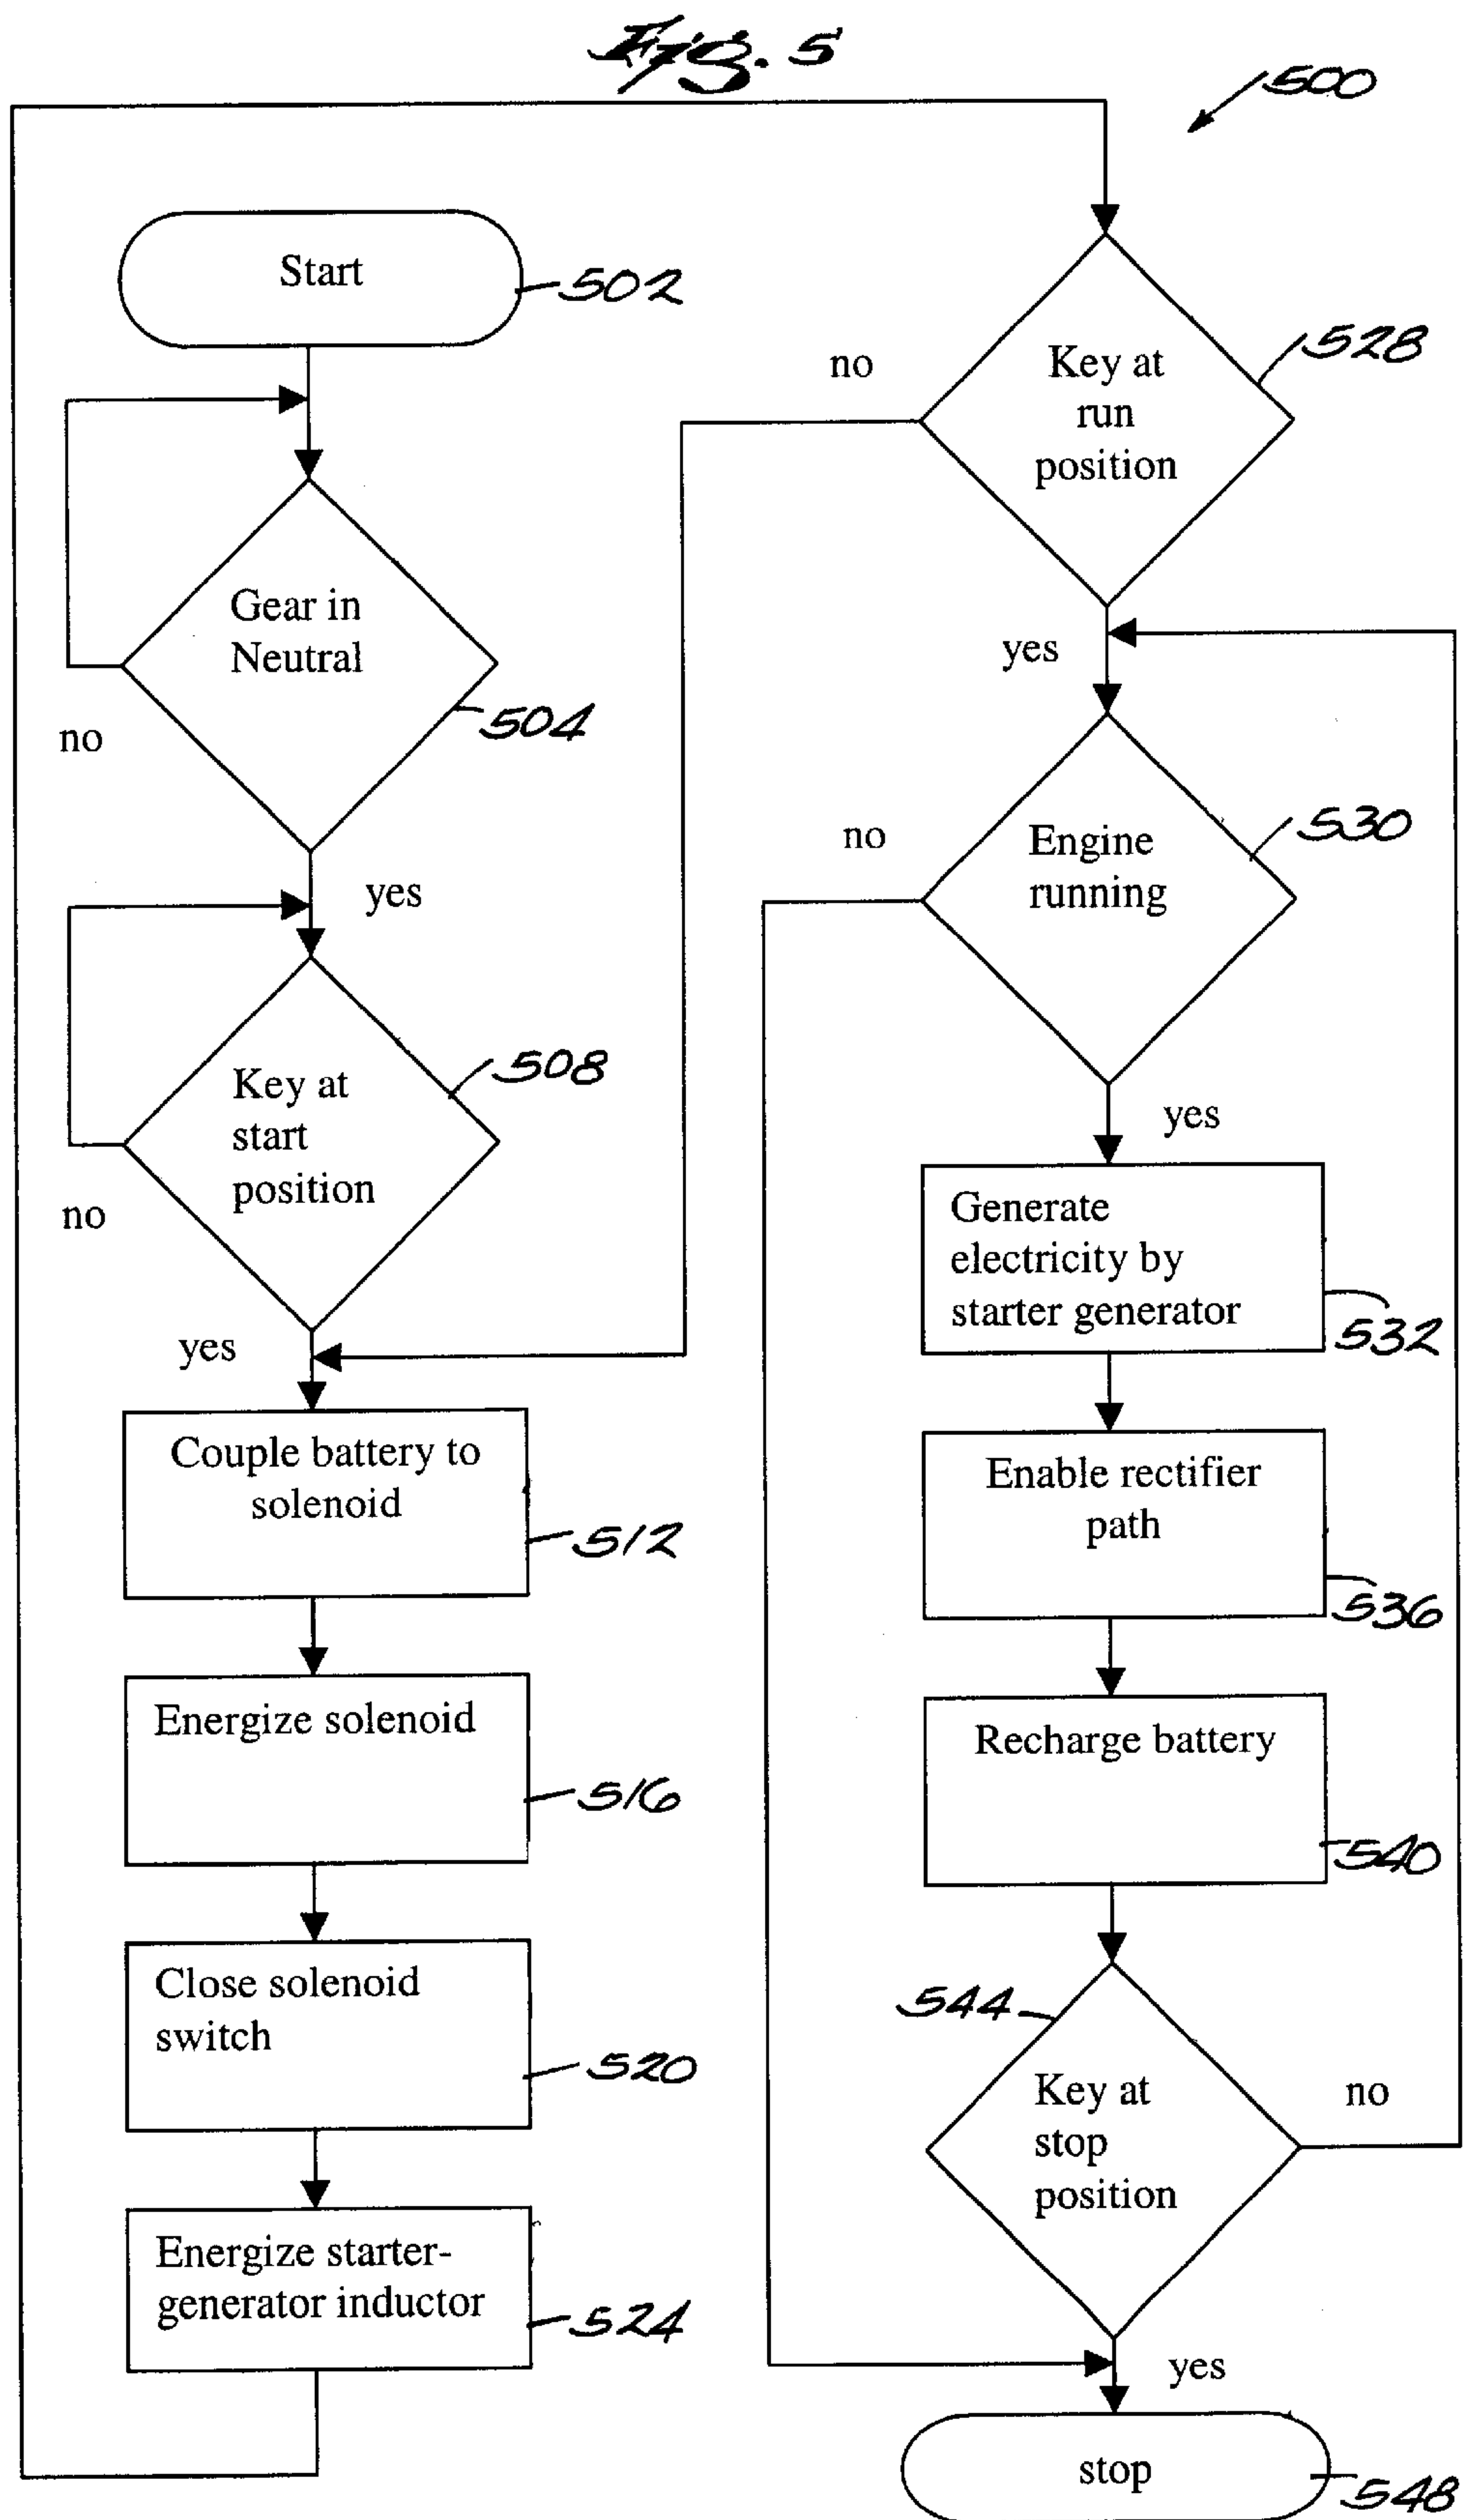 Fig. 5
500
Start
502
Gear in
Neutral
504
no
yes
Key at
start
position
508
no
yes
Couple battery to
solenoid
512
Energize solenoid
516
Close solenoid
switch
520
Energize starter-
generator inductor
524
Key at
run
position
528
no
yes
Engine
running
530
no
yes
Generate
electricity by
starter generator
532
Enable rectifier
path
536
Recharge battery
540
544
Key at
stop
position
no
yes
stop
548